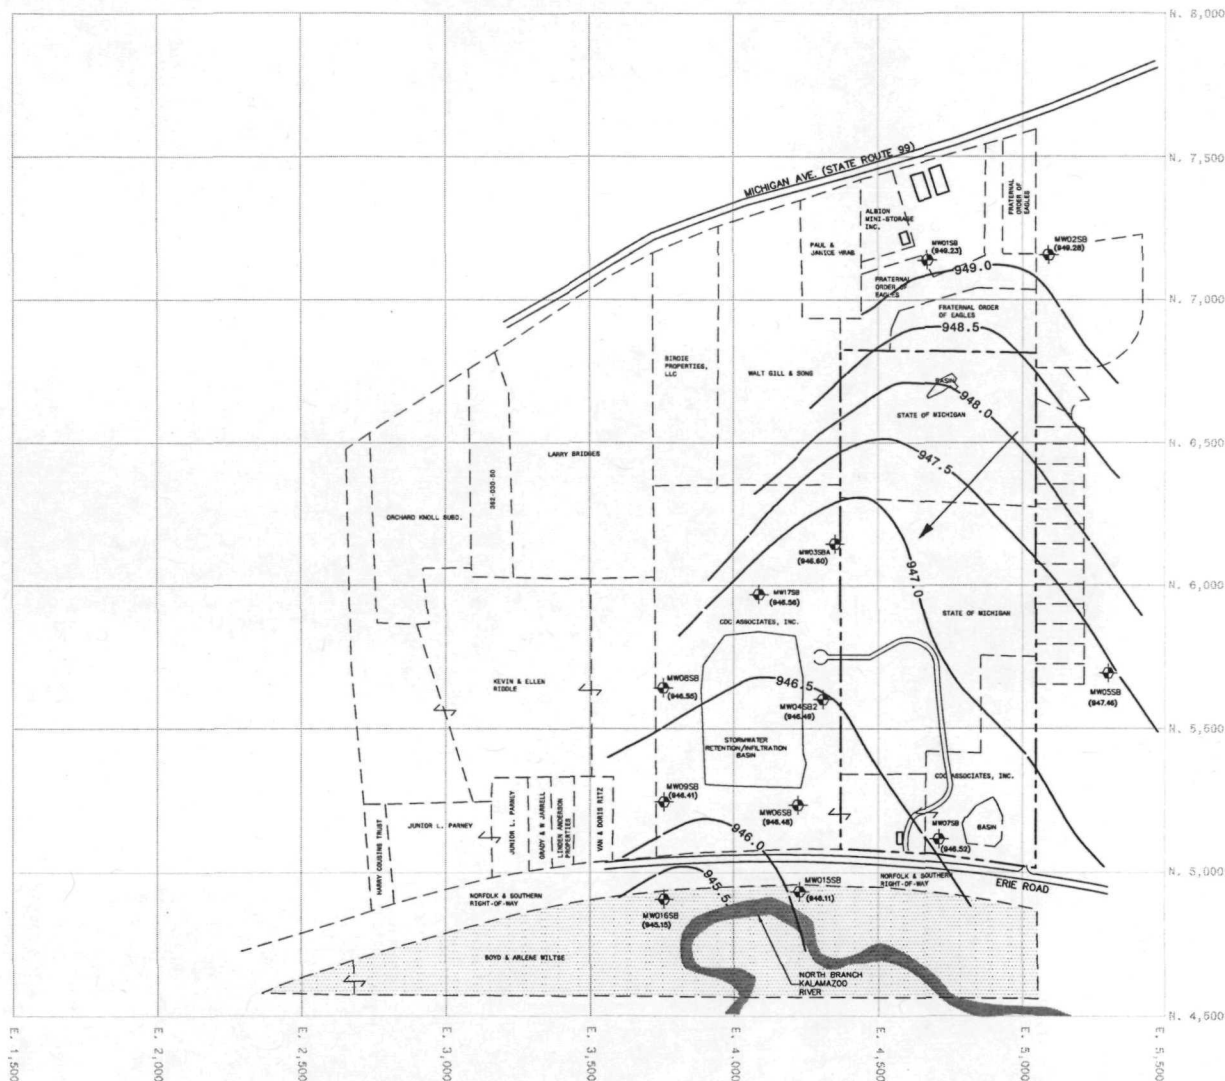 N. 8,000
MICHIGAN AVE. (STATE ROUTE 99)
N. 7,500
ALBION
MINI-STORAGE
INC.
FRATERNAL
ORDER OF
EAGLES
PAUL &
JANICE HRAB
MW01SB
(949.23)
MW02SB
(949.28)
949.0
FRATERNAL
ORDER OF
EAGLES
N. 7,000
FRATERNAL ORDER
OF EAGLES
948.5
BIRDIE
PROPERTIES,
LLC
WALT GILL & SONS
BASIN
948.0
STATE OF MICHIGAN
N. 6,500
LARRY BRIDGES
947.5
382-030-50
ORCHARD KNOLL SUBD.
MW03SBA
(946.60)
N. 6,000
947.0
MW17SB
(946.56)
STATE OF MICHIGAN
CDC ASSOCIATES, INC.
KEVIN & ELLEN
RIDDLE
MW08SB
(946.55)
946.5
MW04SB2
(946.49)
MW05SB
(947.46)
N. 5,500
STORMWATER
RETENTION/INFILTRATION
BASIN
CDC ASSOCIATES, INC.
MW09SB
(946.41)
MW06SB
(946.48)
MW07SB
(946.52)
BASIN
HARRY COUSINS TRUST
JUNIOR L. PARNEY
JUNIOR L. PARNEY
GRADY & W JARRELL
LINDEN ANDERSON
PROPERTIES
VAN & DORIS RITZ
946.0
N. 5,000
NORFOLK & SOUTHERN
RIGHT-OF-WAY
945.5
MW016SB
(945.15)
MW015SB
(946.11)
NORFOLK & SOUTHERN
RIGHT-OF-WAY
ERIE ROAD
BOYD & ARLENE WILTSE
NORTH BRANCH
KALAMAZOO
RIVER
N. 4,500
E. 1,500
E. 2,000
E. 2,500
E. 3,000
E. 3,500
E. 4,000
E. 4,500
E. 5,000
E. 5,500